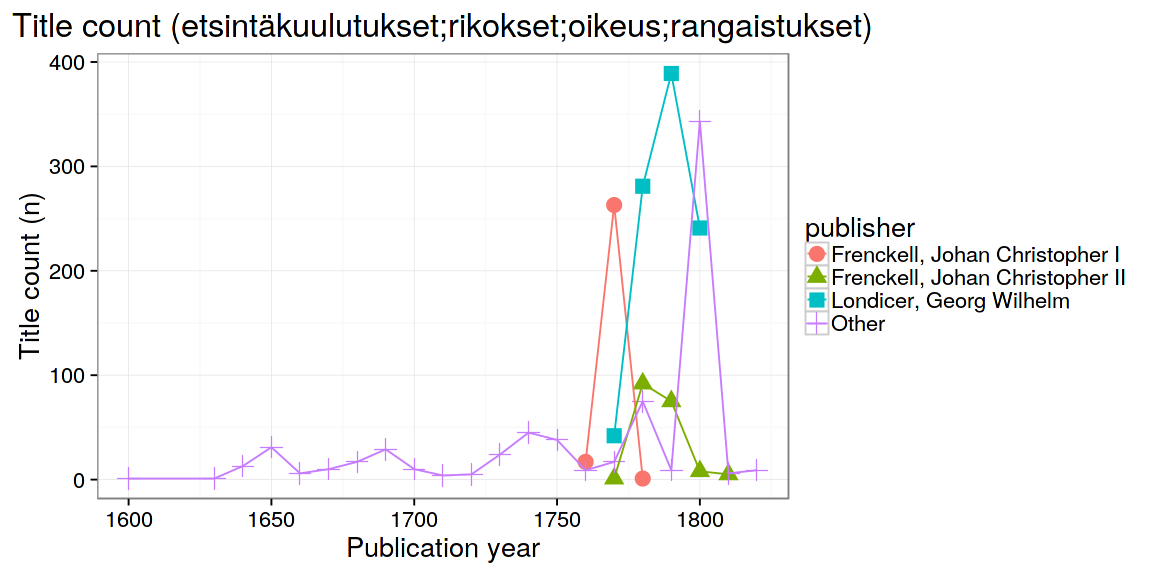 Title count (etsintäkuulutukset;rikokset;oikeus;rangaistukset)
400
300
200
100
0
Title count (n)
1600 1650 1700 1750 1800
Publication year
publisher
Frenckell, Johan Christopher I
Frenckell, Johan Christopher II
Londicer, Georg Wilhelm
Other